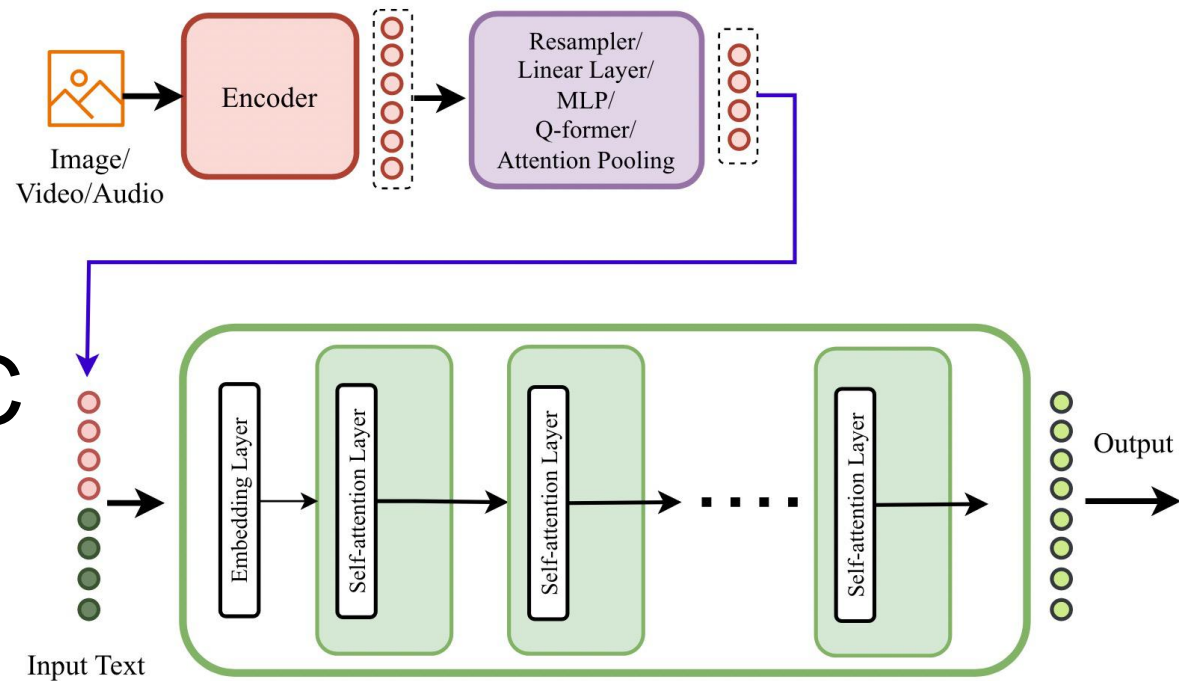 Encoder
Resampler/
Linear Layer/
MLP/
Q-former/
Attention Pooling
Image/
Video/Audio
C
Embedding Layer
Self-attention Layer
Self-attention Layer
Self-attention Layer
Output
Input Text